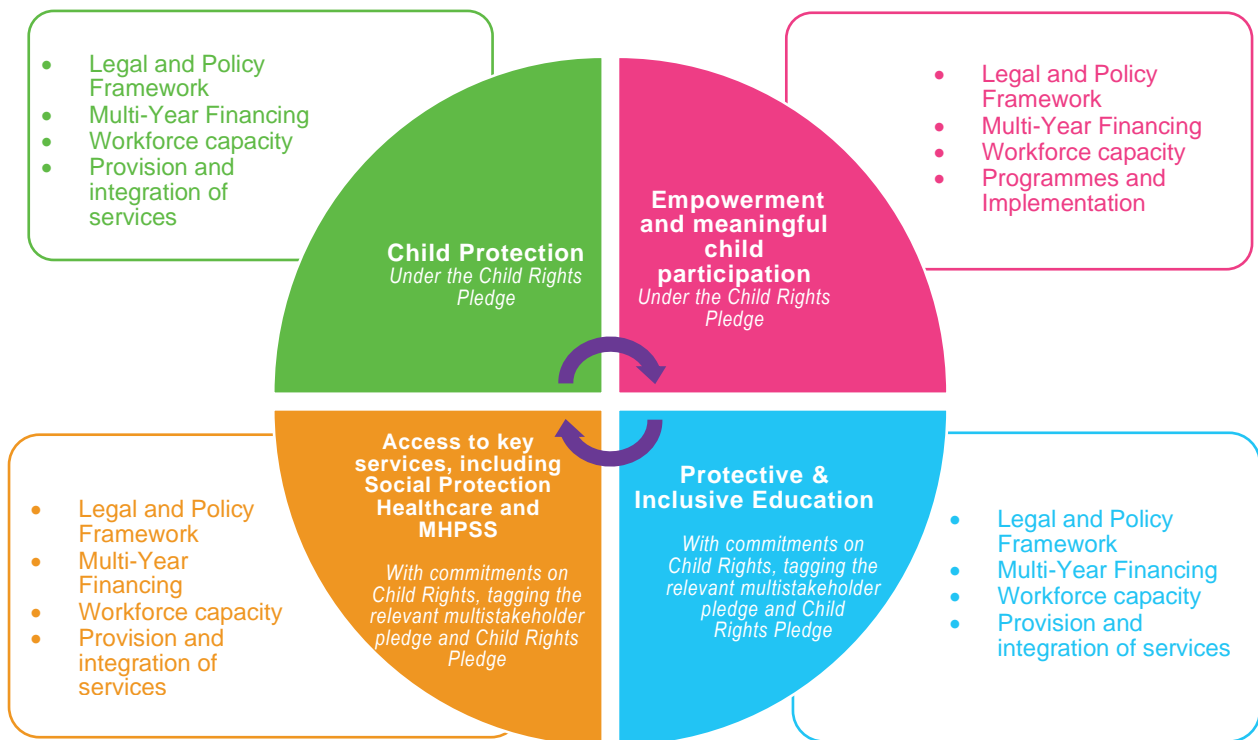 • Legal and Policy
Framework
• Multi-Year Financing
• Workforce capacity
• Provision and
integration of
services
• Legal and Policy
Framework
• Multi-Year Financing
• Workforce capacity
• Programmes and
Implementation
Child Protection
Under the Child Rights
Pledge
Empowerment
and meaningful
child
participation
Under the Child Rights
Pledge
Access to key
services, including
Social Protection
Healthcare and
MHPSS
With commitments on
Child Rights, tagging the
relevant multistakeholder
pledge and Child Rights
Pledge
Protective &
Inclusive Education
With commitments on
Child Rights, tagging the
relevant multistakeholder
pledge and Child
Rights Pledge
• Legal and Policy
Framework
• Multi-Year
Financing
• Workforce capacity
• Provision and
integration of
services
• Legal and Policy
Framework
• Multi-Year Financing
• Workforce capacity
• Provision and
integration of services